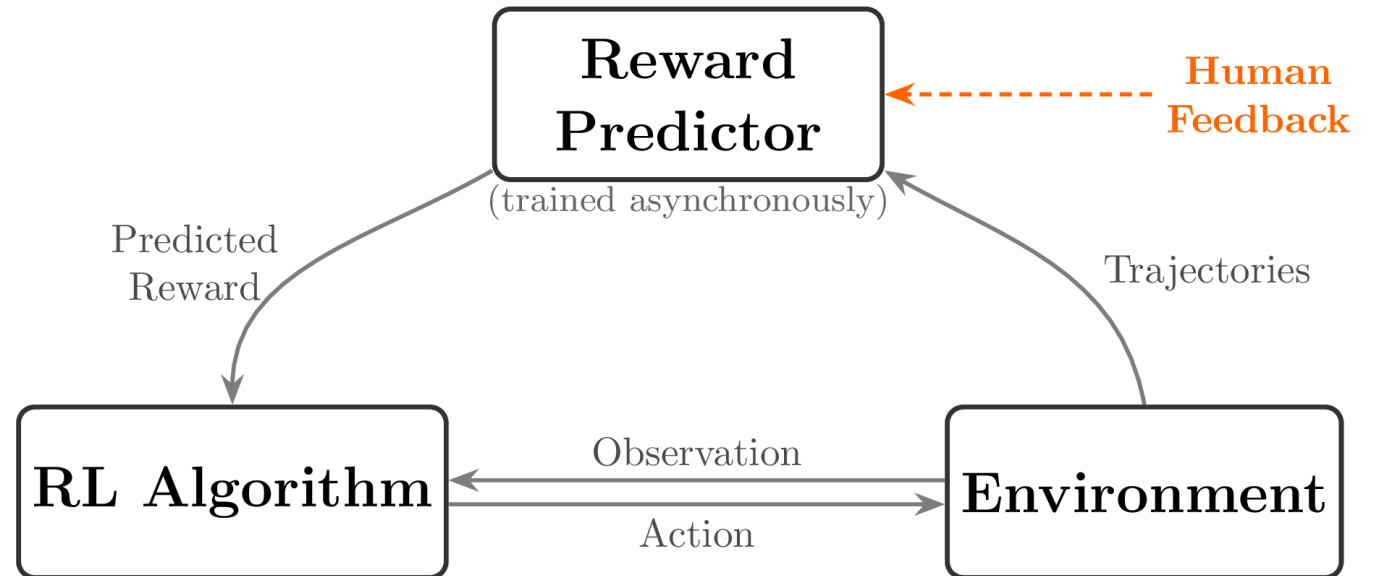 Reward
Predictor
Human
Feedback
(trained asynchronously)
Predicted
Reward
Trajectories
Observation
RL Algorithm
Environment
Action